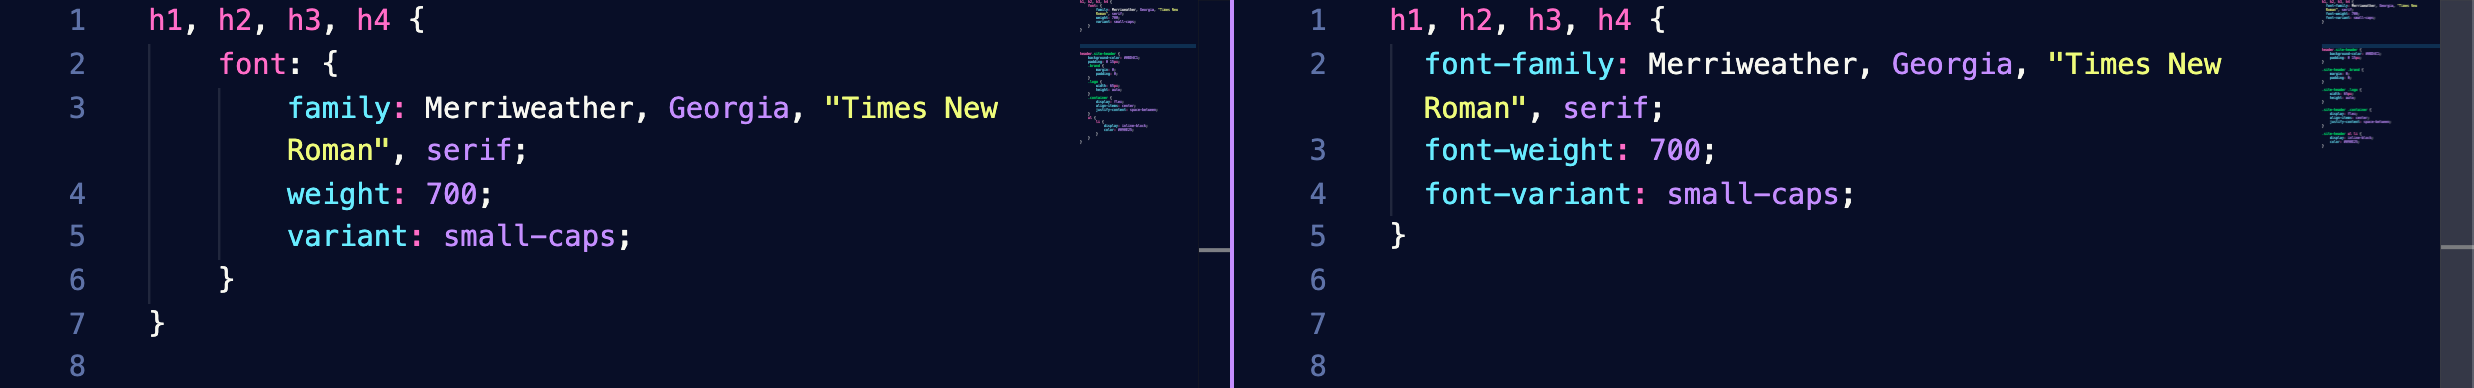 1 h1, h2, h3, h4 {
2 font: {
3 family: Merriweather, Georgia, "Times New
Roman", serif;
4 weight: 700;
5 variant: small-caps;
6 }
7 }
8
1 h1, h2, h3, h4 {
2 font-family: Merriweather, Georgia, "Times New
Roman", serif;
3 font-weight: 700;
4 font-variant: small-caps;
5 }
6
7
8